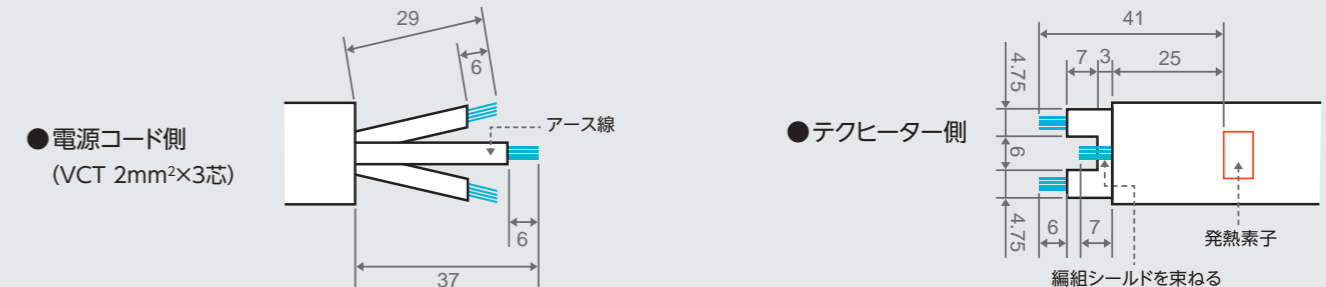 ●電源コード側
(VCT 2mm²×3芯)
29
6
アース線
6
37
●テクヒーター側
41
7
3
25
4.75
6
4.75
6
7
発熱素子
編組シールドを束ねる